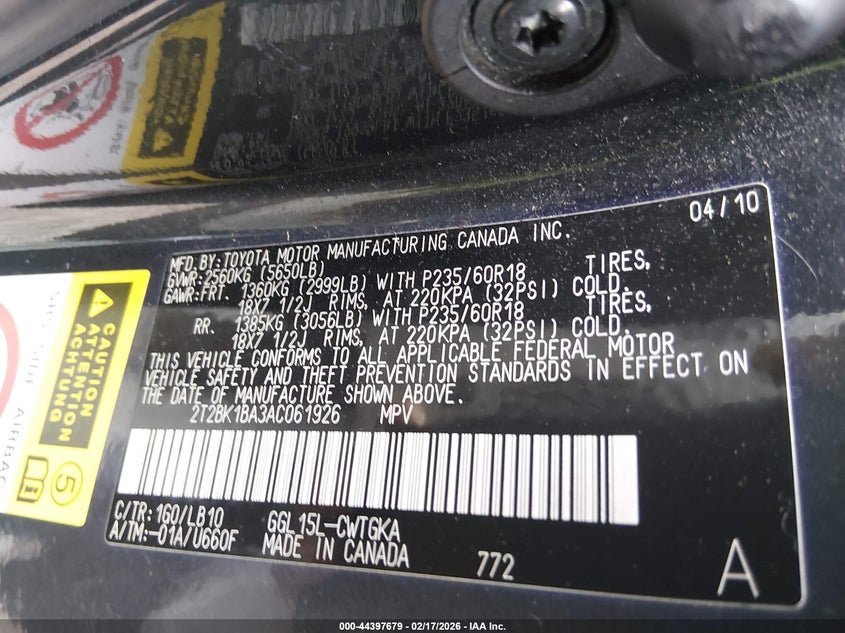 04/10
MFD.BY:TOYOTA MOTOR MANUFACTURING CANADA INC.
GVWR:2560KG (5650LB)
GAWR:FRT. 1360KG (2999LB) WITH P235/60R18 TIRES,
18X7 1/2J RIMS, AT 220KPA (32PSI) COLD.
RR. 1385KG (3056LB) WITH P235/60R18 TIRES,
18X7 1/2J RIMS, AT 220KPA (32PSI) COLD.
THIS VEHICLE CONFORMS TO ALL APPLICABLE FEDERAL MOTOR
VEHICLE SAFETY AND THEFT PREVENTION STANDARDS IN EFFECT ON
THE DATE OF MANUFACTURE SHOWN ABOVE.
2T2BK1BA3AC061926 MPV
C/TR:1G0/LB10 GGL15L-CWTGKA
A/TM:-01A/U660F MADE IN CANADA 772
A
CAUTION
ATTENTION
ACHTUNG
SRS SIDE AIRBAG
5
000-44397679 - 02/17/2026 - IAA Inc.